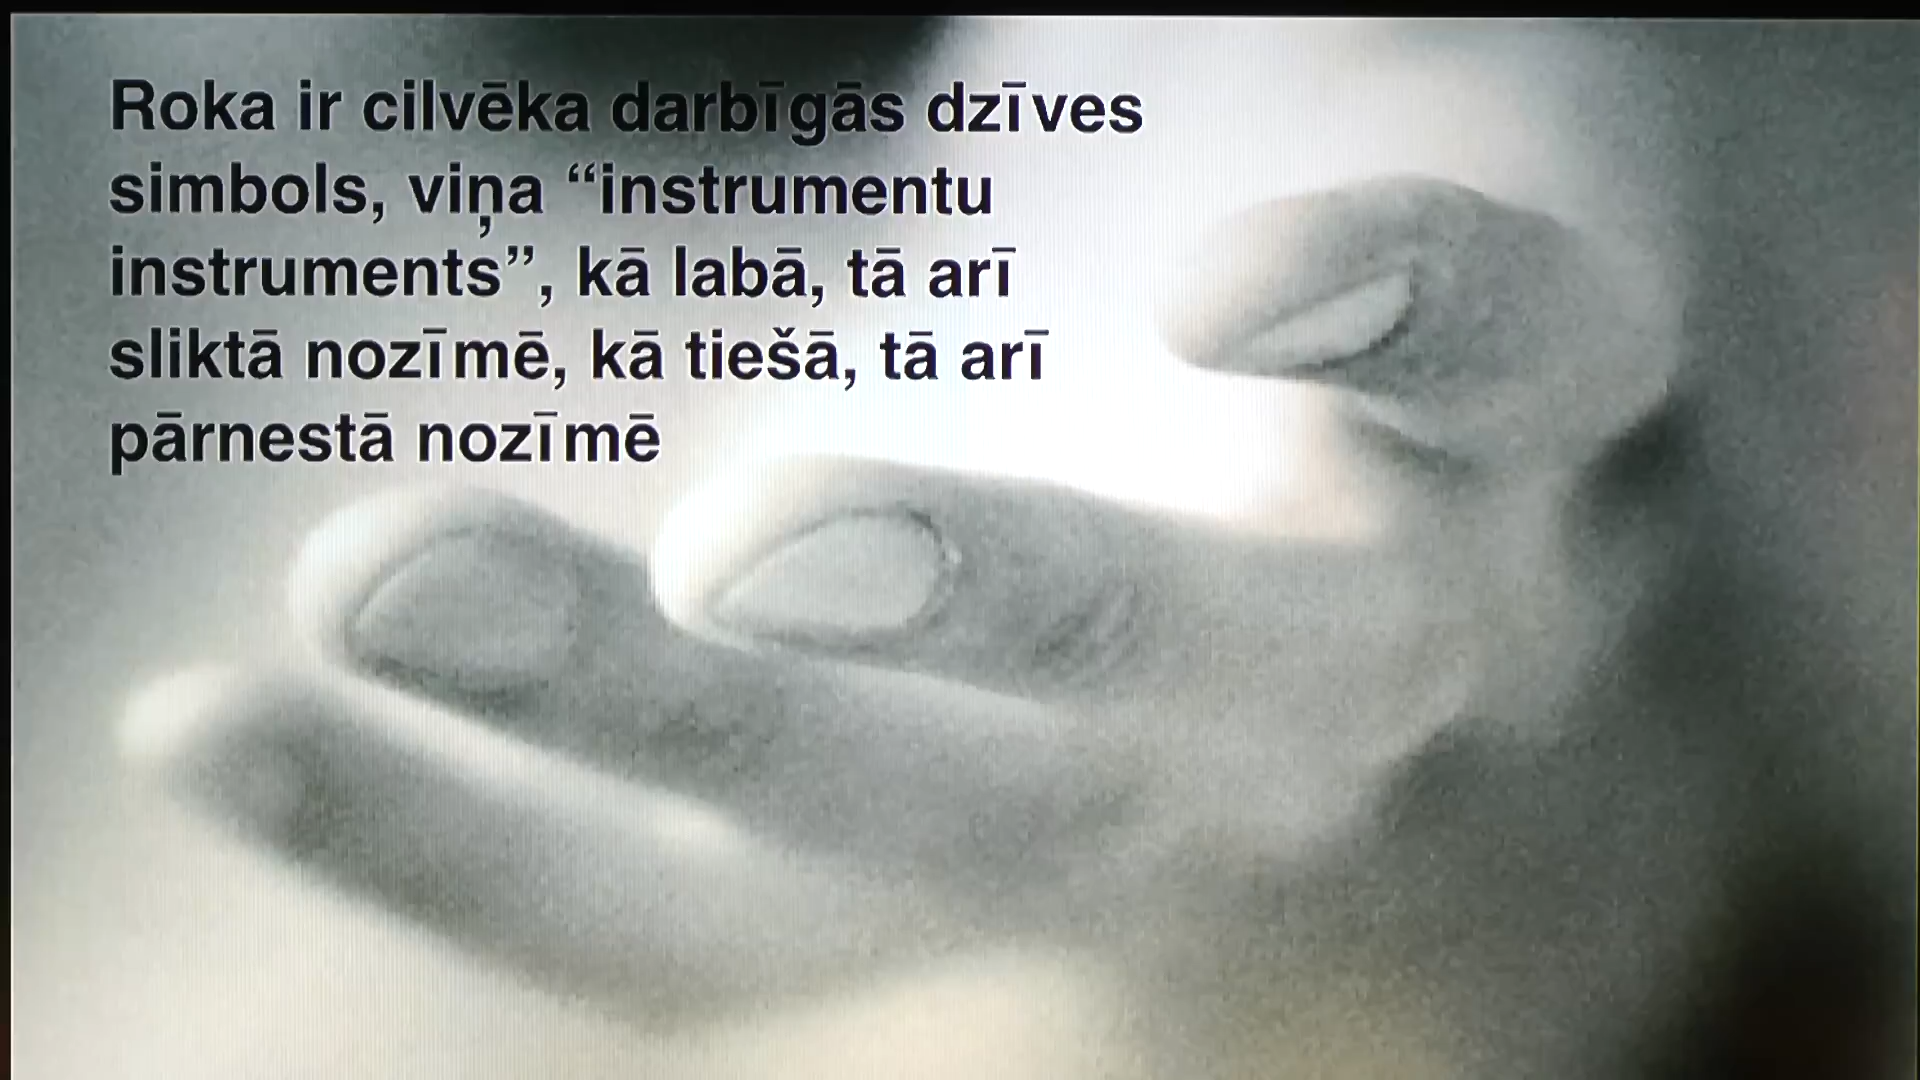 Roka ir cilvēka darbīgās dzīves
simbols, viņa “instrumentu
instruments”, kā labā, tā arī
sliktā nozīmē, kā tiešā, tā arī
pārnestā nozīmē